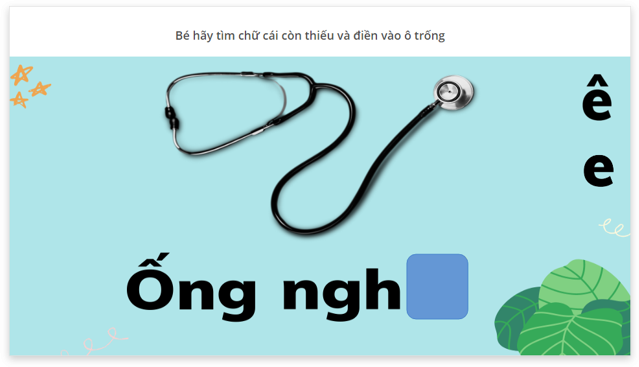 Bé hãy tìm chữ cái còn thiếu và điền vào ô trống
ê
e
Ống ngh